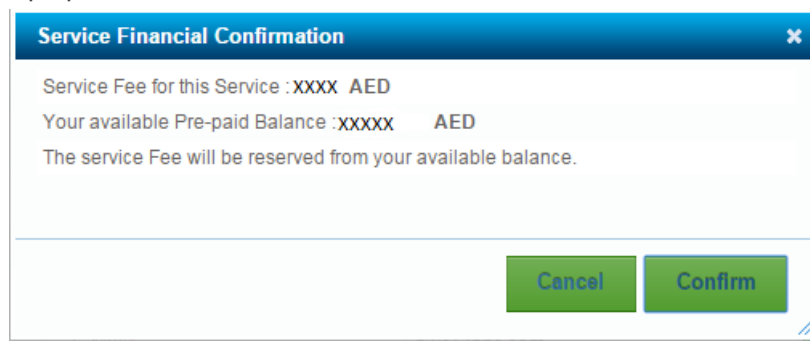 Service Financial Confirmation
Service Fee for this Service : XXXX AED
Your available Pre-paid Balance : XXXXX AED
The service Fee will be reserved from your available balance.
Cancel Confirm